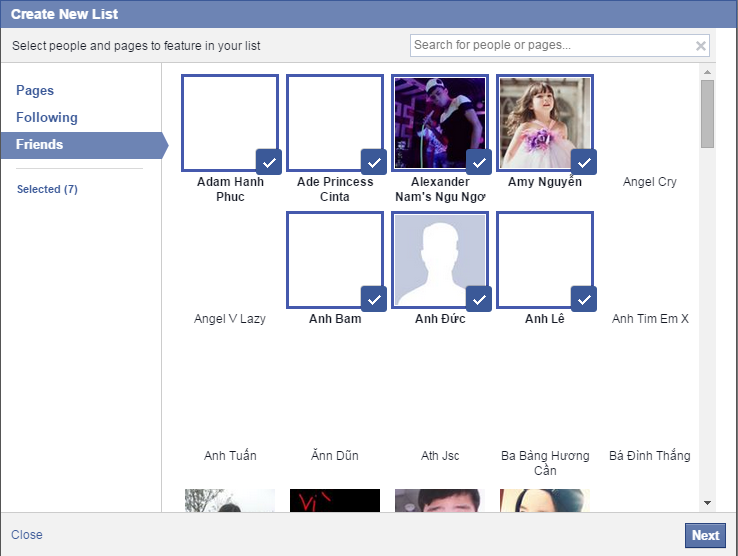 Create New List
Select people and pages to feature in your list
Search for people or pages...
Pages
Following
Friends
Selected (7)
Adam Hanh
Phuc
Ade Princess
Cinta
Alexander
Nam's Ngu Ngơ
Amy Nguyễn
Angel Cry
Angel V Lazy
Anh Bam
Anh Đức
Anh Lê
Anh Tim Em X
Anh Tuấn
Ănn Dũn
Ath Jsc
Ba Bảng Hương
Cần
Bá Đình Thắng
Vi
Close
Next